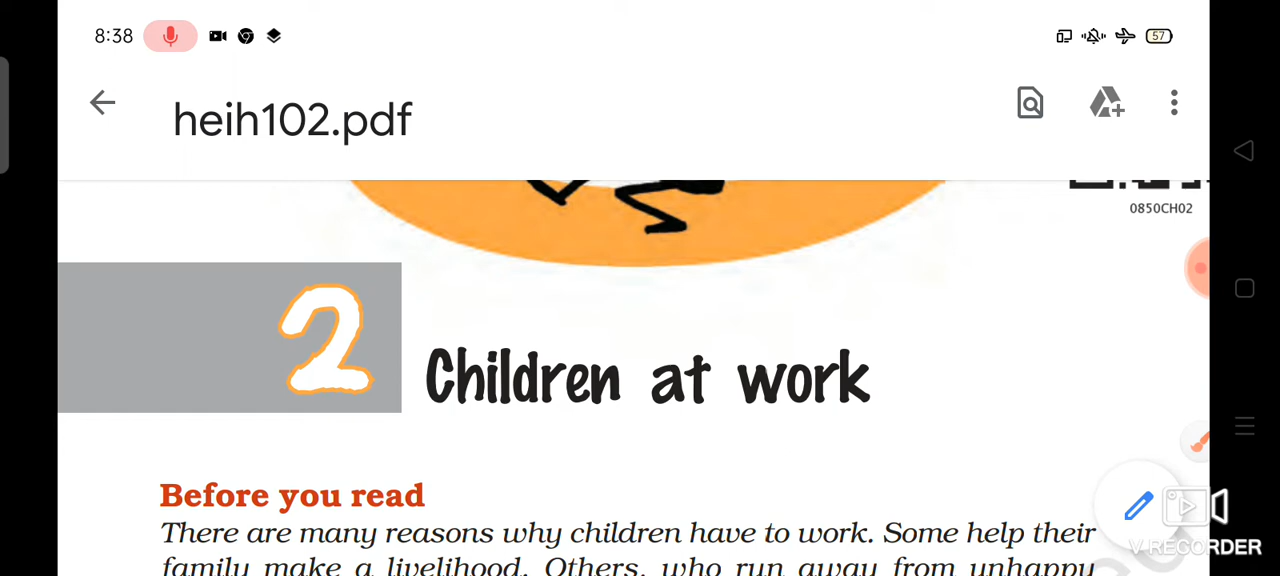 8:38
57
heih102.pdf
0850CH02
2
Children at work
Before you read
There are many reasons why children have to work. Some help their
family make a livelihood. Others, who run away from unhappy
V RECORDER